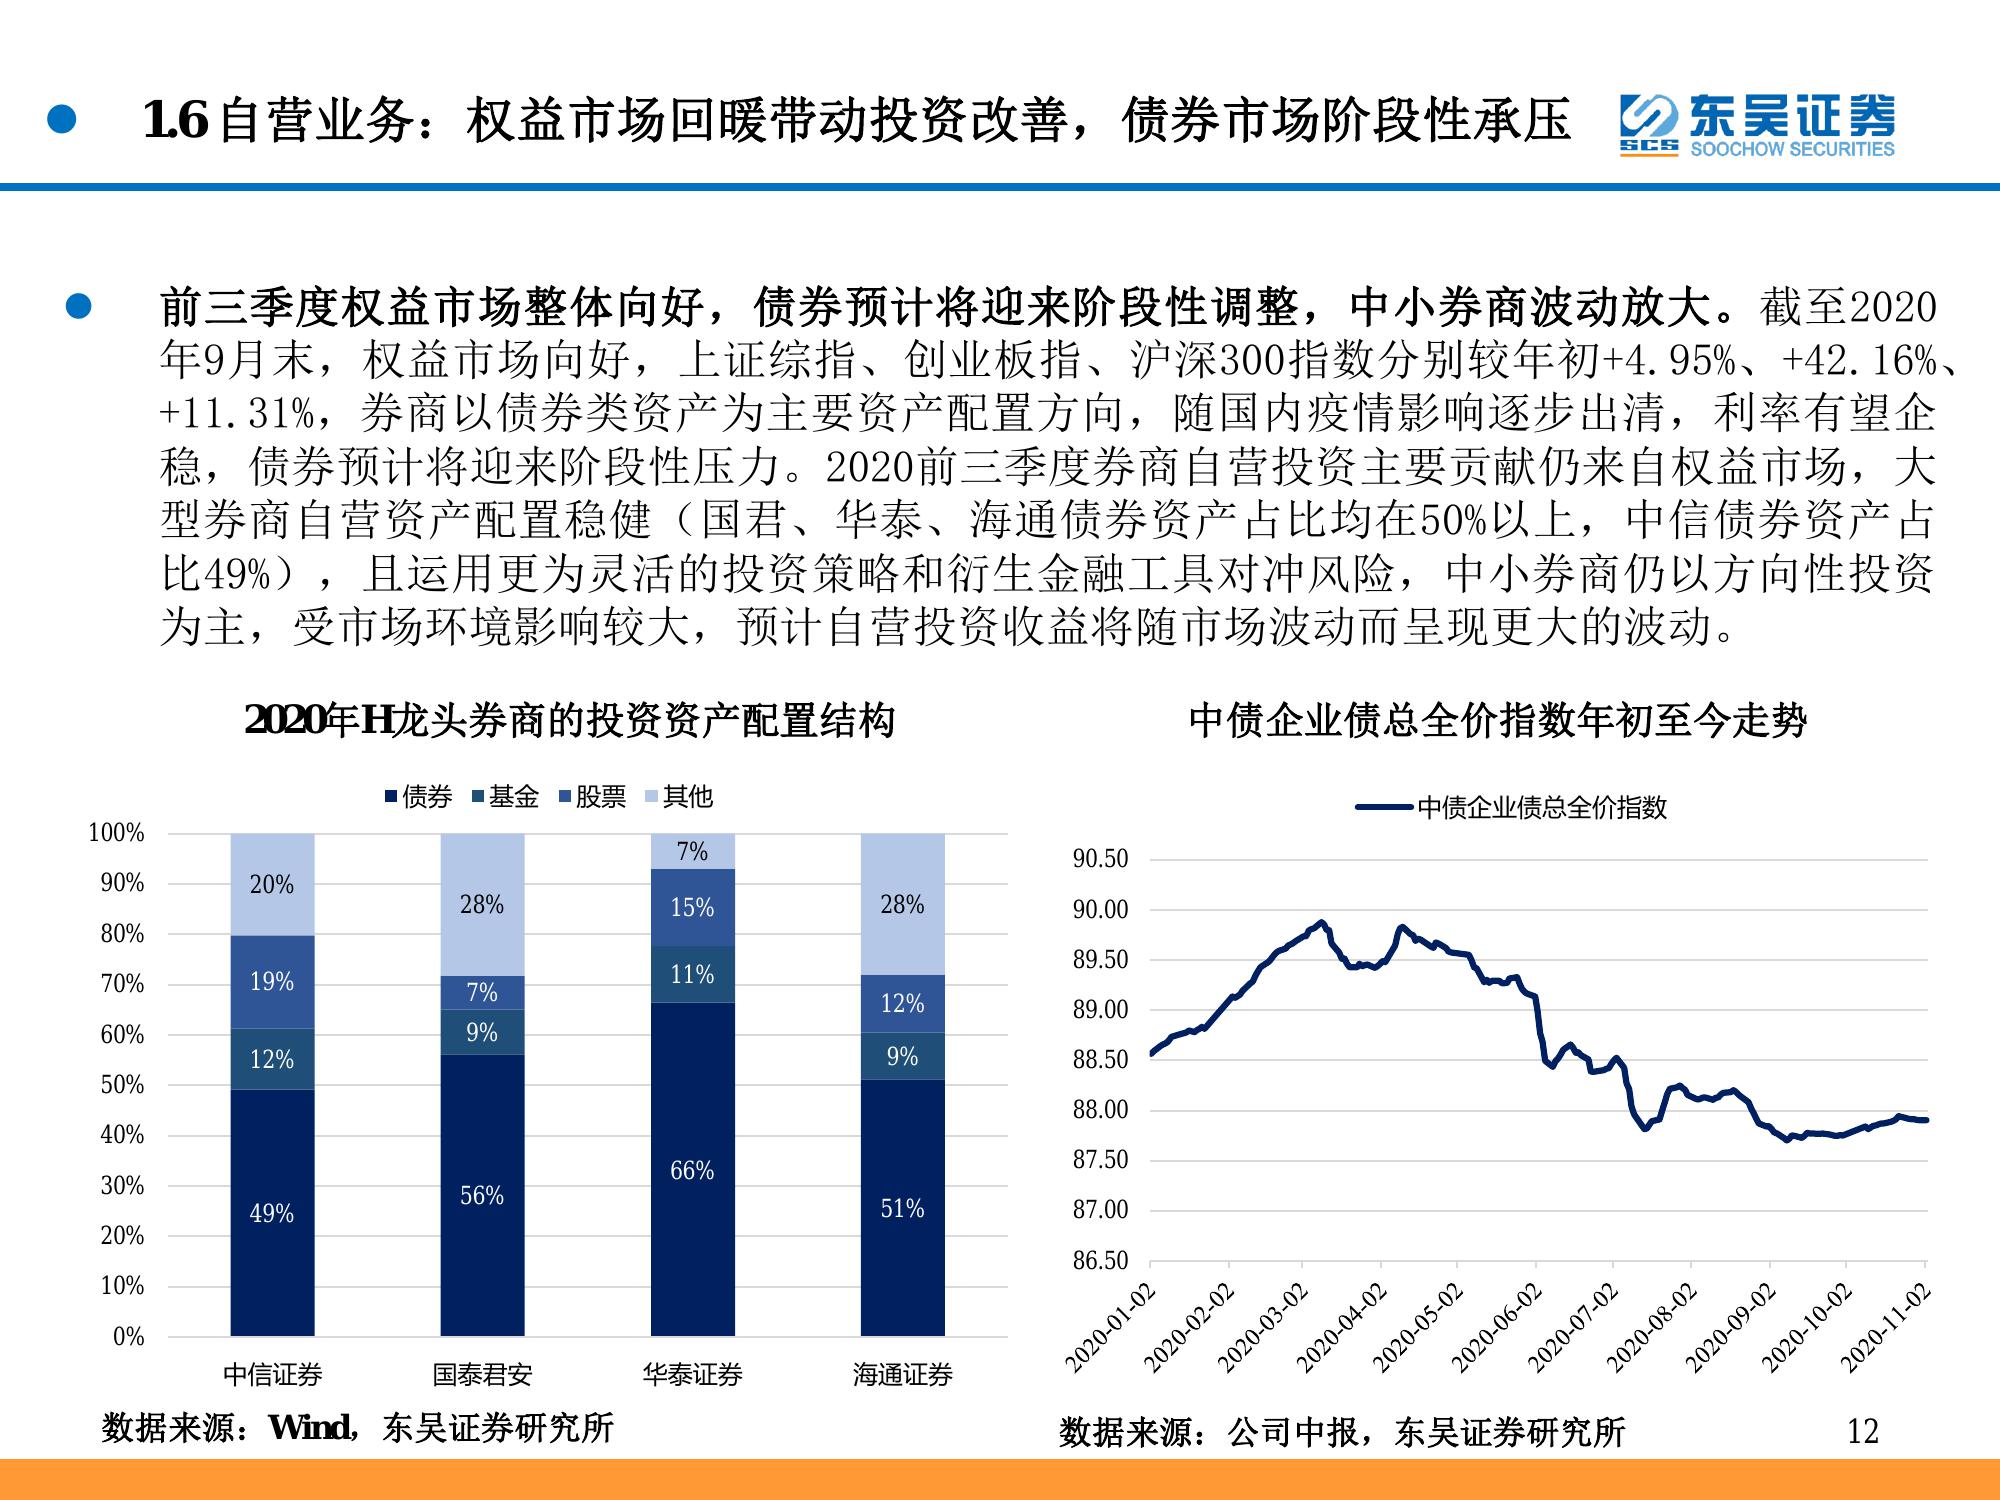 1.6 自营业务：权益市场回暖带动投资改善，债券市场阶段性承压
东吴证券
SCS SOOCHOW SECURITIES
前三季度权益市场整体向好，债券预计将迎来阶段性调整，中小券商波动放大。截至2020
年9月末，权益市场向好，上证综指、创业板指、沪深300指数分别较年初+4.95%、+42.16%、
+11.31%，券商以债券类资产为主要资产配置方向，随国内疫情影响逐步出清，利率有望企
稳，债券预计将迎来阶段性压力。2020前三季度券商自营投资主要贡献仍来自权益市场，大
型券商自营资产配置稳健（国君、华泰、海通债券资产占比均在50%以上，中信债券资产占
比49%），且运用更为灵活的投资策略和衍生金融工具对冲风险，中小券商仍以方向性投资
为主，受市场环境影响较大，预计自营投资收益将随市场波动而呈现更大的波动。
2020年H龙头券商的投资资产配置结构
债券 基金 股票 其他
100%
90%
80%
70%
60%
50%
40%
30%
20%
10%
0%
20%
19%
12%
49%
28%
7%
9%
56%
7%
15%
11%
66%
28%
12%
9%
51%
中信证券 国泰君安 华泰证券 海通证券
数据来源：Wind，东吴证券研究所
中债企业债总全价指数年初至今走势
中债企业债总全价指数
90.50
90.00
89.50
89.00
88.50
88.00
87.50
87.00
86.50
2020-01-02 2020-02-02 2020-03-02 2020-04-02 2020-05-02 2020-06-02 2020-07-02 2020-08-02 2020-09-02 2020-10-02 2020-11-02
数据来源：公司中报，东吴证券研究所
12